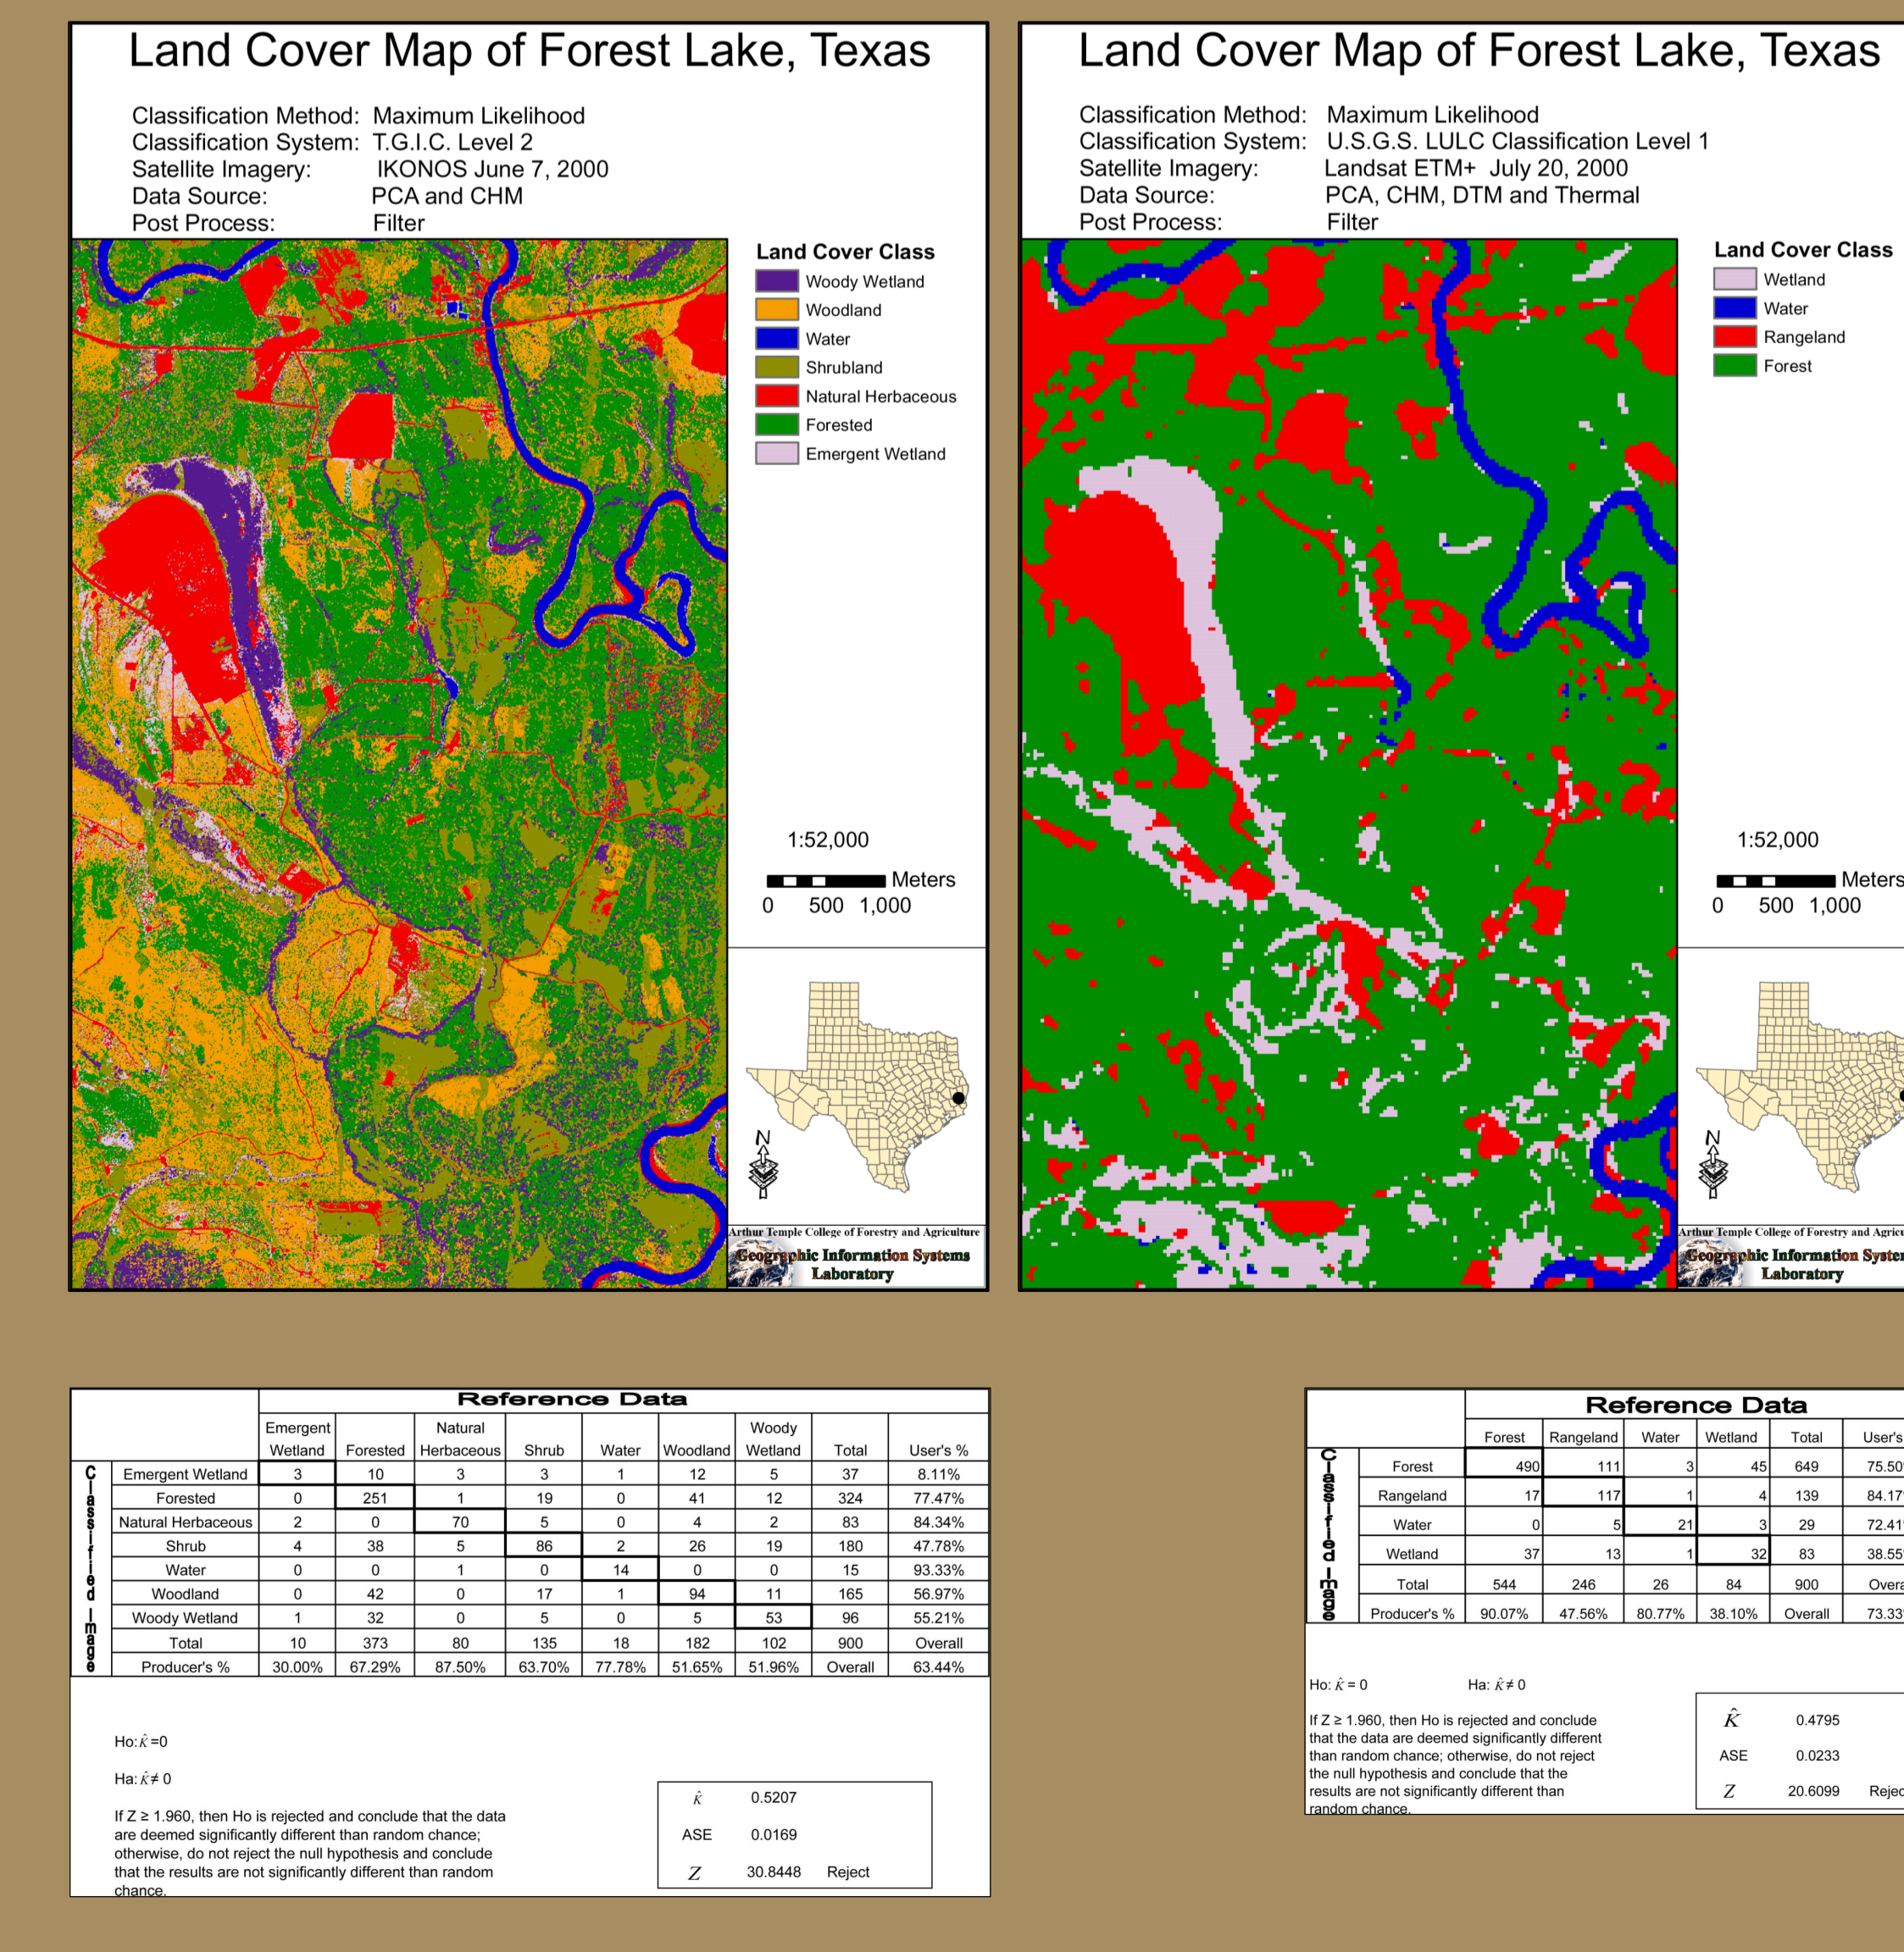 Land Cover Map of Forest Lake, Texas
Classification Method: Maximum Likelihood
Classification System: T.G.I.C. Level 2
Satellite Imagery: IKONOS June 7, 2000
Data Source: PCA and CHM
Post Process: Filter
Land Cover Class
Woody Wetland
Woodland
Water
Shrubland
Natural Herbaceous
Forested
Emergent Wetland
1:52,000
Meters
0 500 1,000
N
Arthur Temple College of Forestry and Agriculture
Geographic Information Systems
Laboratory
Land Cover Map of Forest Lake, Texas
Classification Method: Maximum Likelihood
Classification System: U.S.G.S. LULC Classification Level 1
Satellite Imagery: Landsat ETM+ July 20, 2000
Data Source: PCA, CHM, DTM and Thermal
Post Process: Filter
Land Cover Class
Wetland
Water
Rangeland
Forest
1:52,000
Meters
0 500 1,000
N
Arthur Temple College of Forestry and
Geographic Information
Laboratory
Reference Data
Emergent Wetland Forested Natural Herbaceous Shrub Water Woodland Woody Wetland Total User's %
Classified Image
Emergent Wetland 3 10 3 3 1 12 5 37 8.11%
Forested 0 251 1 19 0 41 12 324 77.47%
Natural Herbaceous 2 0 70 5 0 4 2 83 84.34%
Shrub 4 38 5 86 2 26 19 180 47.78%
Water 0 0 1 0 14 0 0 15 93.33%
Woodland 0 42 0 17 1 94 11 165 56.97%
Woody Wetland 1 32 0 5 0 5 53 96 55.21%
Total 10 373 80 135 18 182 102 900 Overall
Producer's % 30.00% 67.29% 87.50% 63.70% 77.78% 51.65% 51.96% Overall 63.44%
Ho: κ̂ =0
Ha: κ̂ ≠ 0
If Z ≥ 1.960, then Ho is rejected and conclude that the data
are deemed significantly different than random chance;
otherwise, do not reject the null hypothesis and conclude
that the results are not significantly different than random
chance.
κ̂ 0.5207
ASE 0.0169
Z 30.8448 Reject
Reference Data
Forest Rangeland Water Wetland Total User's
Classified Image
Forest 490 111 3 45 649 75.50
Rangeland 17 117 1 4 139 84.17
Water 0 5 21 3 29 72.41
Wetland 37 13 1 32 83 38.55
Total 544 246 26 84 900
Producer's % 90.07% 47.56% 80.77% 38.10% Overall 73.33
Ho: κ̂ = 0 Ha: κ̂ ≠ 0
If Z ≥ 1.960, then Ho is rejected and conclude
that the data are deemed significantly different
than random chance; otherwise, do not reject
the null hypothesis and conclude that the
results are not significantly different than
random chance.
K̂ 0.4795
ASE 0.0233
Z 20.6099